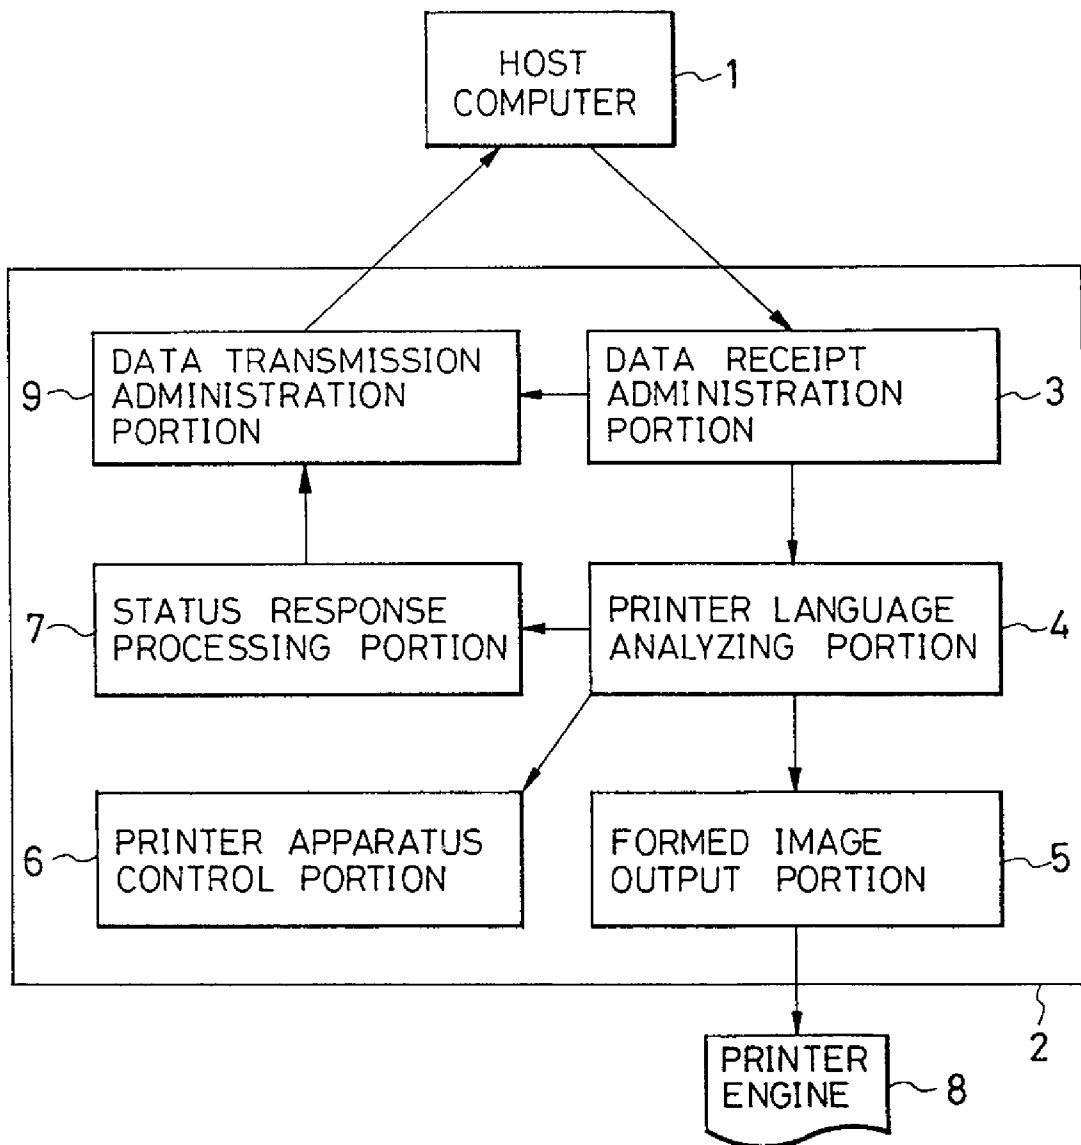 HOST
COMPUTER
1
DATA TRANSMISSION
ADMINISTRATION
PORTION
9
DATA RECEIPT
ADMINISTRATION
PORTION
3
STATUS RESPONSE
PROCESSING PORTION
7
PRINTER LANGUAGE
ANALYZING PORTION
4
PRINTER APPARATUS
CONTROL PORTION
6
FORMED IMAGE
OUTPUT PORTION
5
2
PRINTER
ENGINE
8